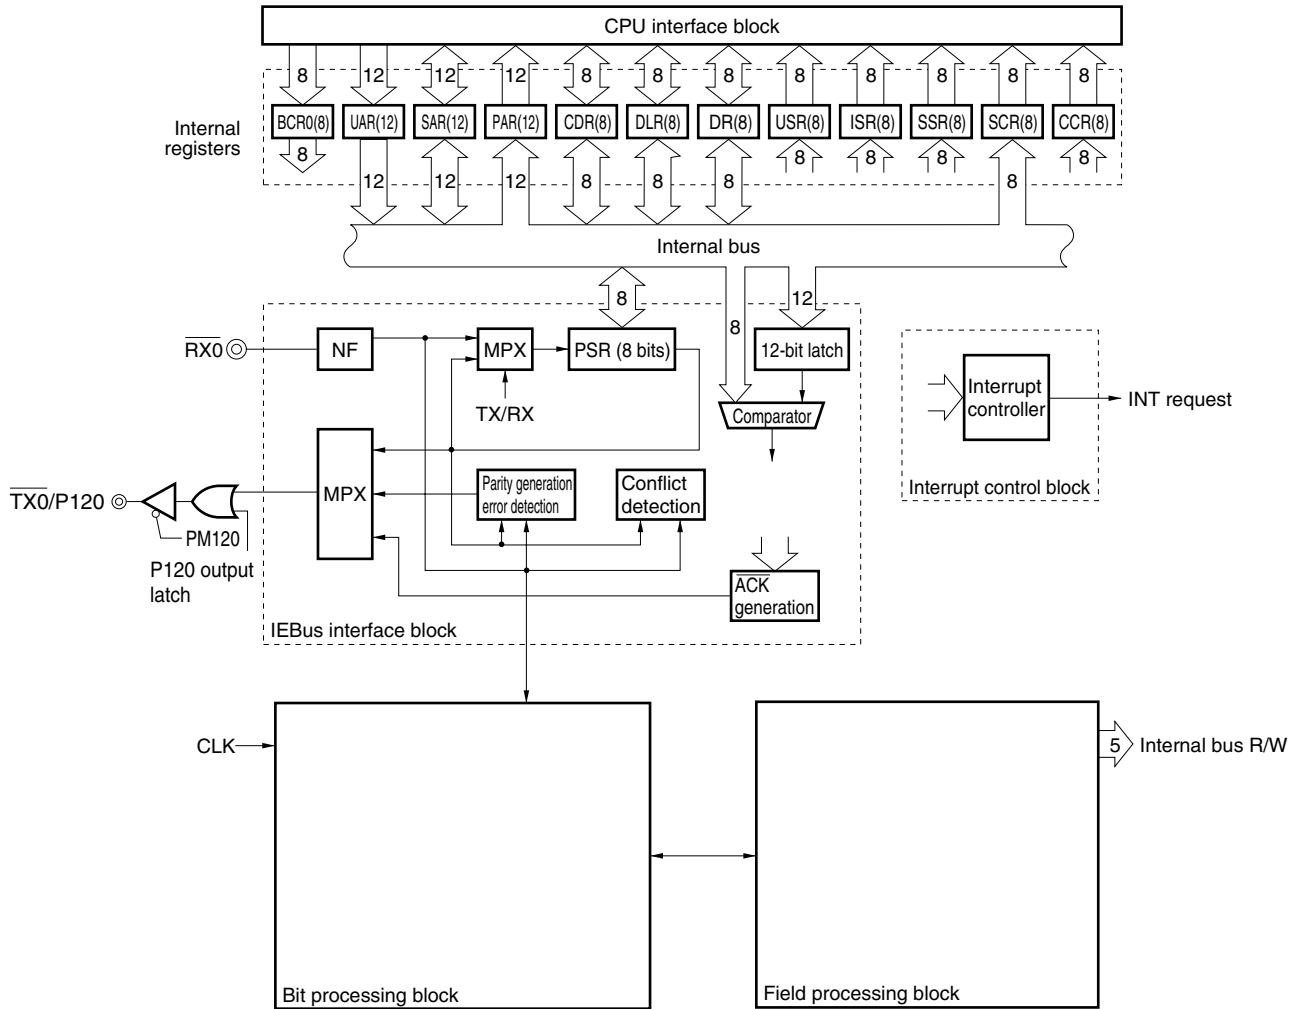 CPU interface block
8 12 12 12 8 8 8 8 8 8 8 8
Internal
registers
BCR0(8) UAR(12) SAR(12) PAR(12) CDR(8) DLR(8) DR(8) USR(8) ISR(8) SSR(8) SCR(8) CCR(8)
8 8 8 8 8
12 12 12 8 8 8 8
Internal bus
8 8 12
RX0 NF MPX PSR (8 bits) 12-bit latch
TX/RX
Comparator
Interrupt
controller
INT request
Interrupt control block
TX0/P120
MPX
Parity generation
error detection
Conflict
detection
PM120
P120 output
latch
ACK
generation
IEBus interface block
CLK
5 Internal bus R/W
Bit processing block
Field processing block